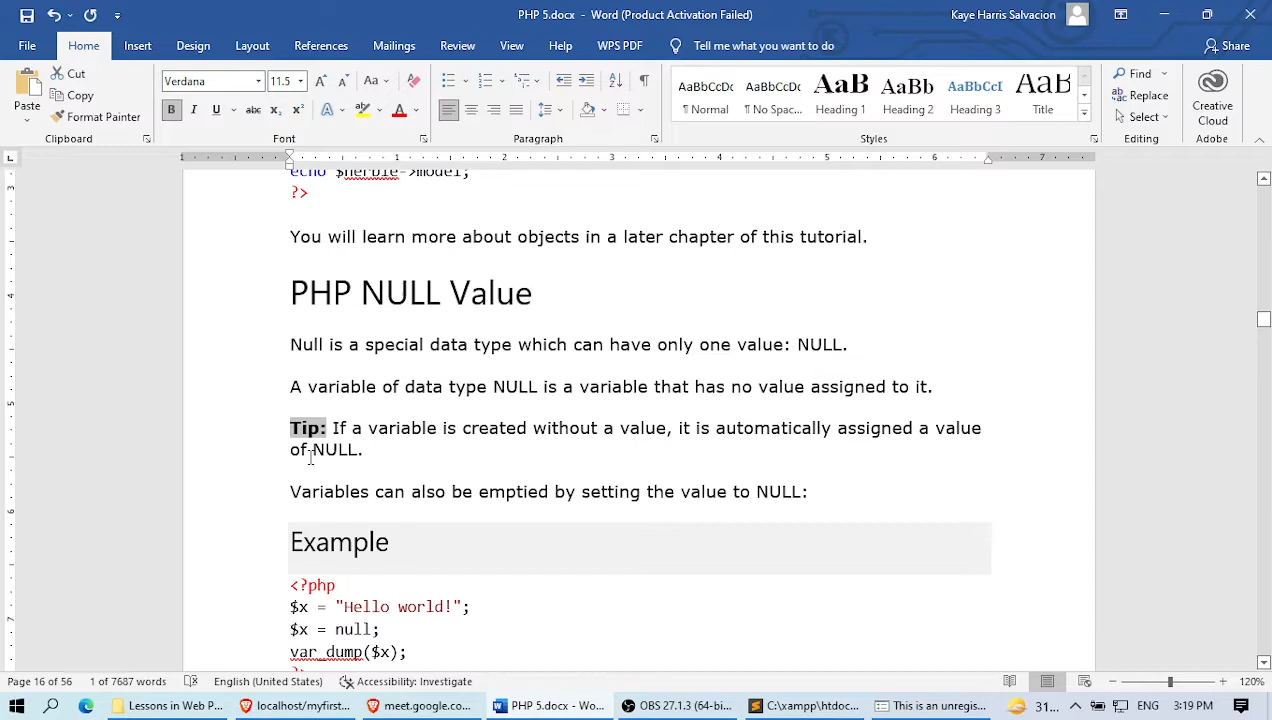 PHP 5.docx - Word (Product Activation Failed)
Kaye Harris Salvacion
File Home Insert Design Layout References Mailings Review View Help WPS PDF Tell me what you want to do Share
Paste Cut Copy Format Painter Clipboard
Verdana 11.5 Font
Paragraph
AaBbCcDc ¶ Normal
AaBbCcDc ¶ No Spac...
AaB Heading 1
AaBb( Heading 2
AaBbCcI Heading 3
AaB Title
Styles
Find Replace Select Editing
Creative Cloud
echo $herbie->model;
?>
You will learn more about objects in a later chapter of this tutorial.
PHP NULL Value
Null is a special data type which can have only one value: NULL.
A variable of data type NULL is a variable that has no value assigned to it.
Tip: If a variable is created without a value, it is automatically assigned a value
of NULL.
Variables can also be emptied by setting the value to NULL:
Example
<?php
$x = "Hello world!";
$x = null;
var_dump($x);
Page 16 of 56 1 of 7687 words English (United States) Accessibility: Investigate 120%
Lessons in Web P... localhost/myfirst... meet.google.co... PHP 5.docx - Wo... OBS 27.1.3 (64-bi... C:\xampp\htdoc... This is an unregis... 31... ENG 3:19 PM